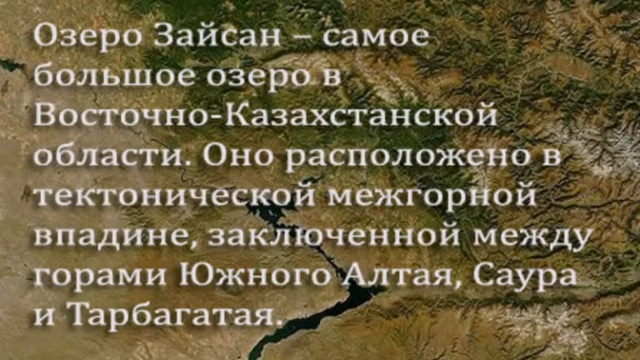 Озеро Зайсан – самое
большое озеро в
Восточно-Казахстанской
области. Оно расположено в
тектонической межгорной
впадине, заключенной между
горами Южного Алтая, Саура
и Тарбагатая.